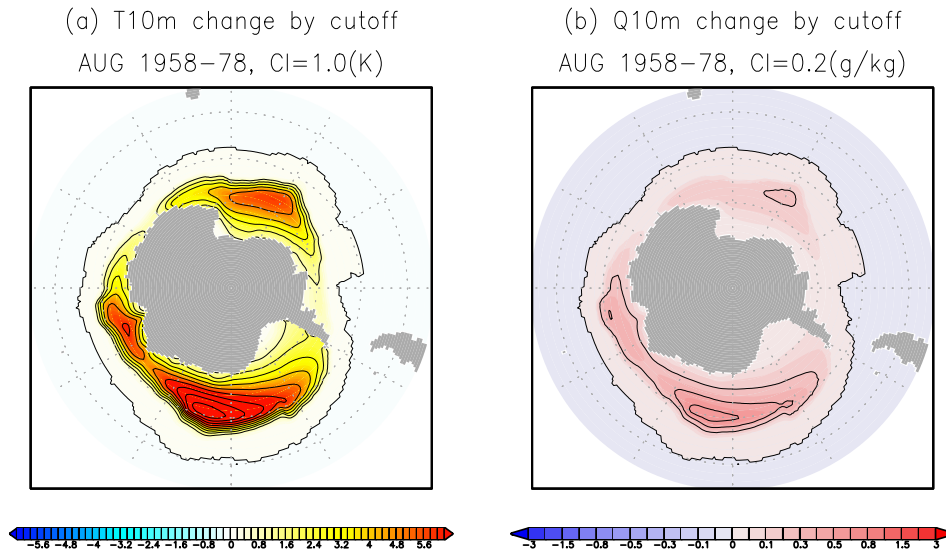 (a) T10m change by cutoff
AUG 1958−78, CI=1.0(K)
−5.6 −4.8 −4 −3.2 −2.4 −1.6 −0.8 0 0.8 1.6 2.4 3.2 4 4.8 5.6
(b) Q10m change by cutoff
AUG 1958−78, CI=0.2(g/kg)
−3 −1.5 −0.8 −0.5 −0.3 −0.1 0 0.1 0.3 0.5 0.8 1.5 3